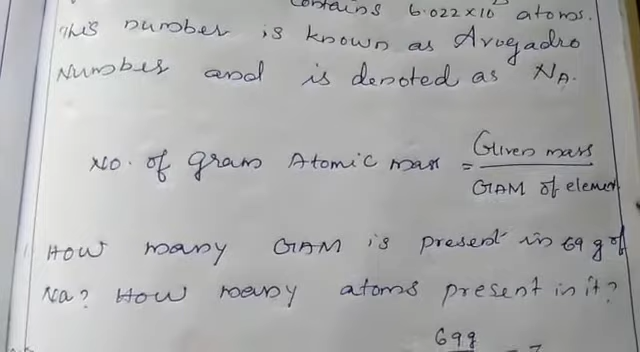 contains 6.022×10 atoms.
This number is known as Avogadro
Number and is denoted as NA.
No. of gram Atomic mass = Given mass
GAM of element
How many GAM is present in 69 g of
Na? How many atoms present in it?
69g